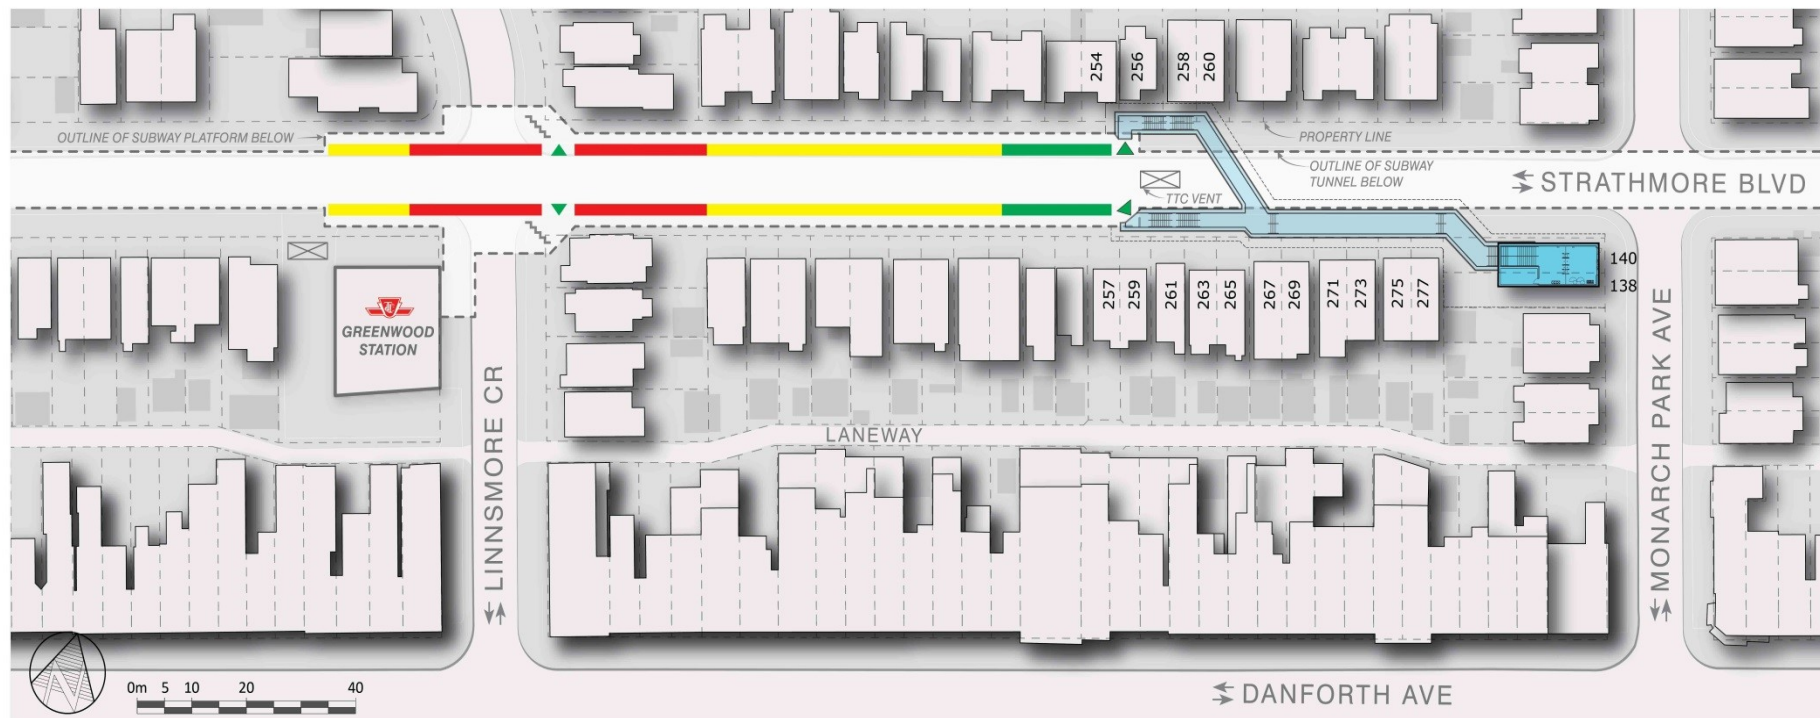 254
256
258
260
OUTLINE OF SUBWAY PLATFORM BELOW
PROPERTY LINE
OUTLINE OF SUBWAY
TUNNEL BELOW
STRATHMORE BLVD
TTC VENT
GREENWOOD
STATION
257
259
261
263
265
267
269
271
273
275
277
140
138
LINNSMORE CR
MONARCH PARK AVE
LANEWAY
N
0m 5 10 20 40
DANFORTH AVE